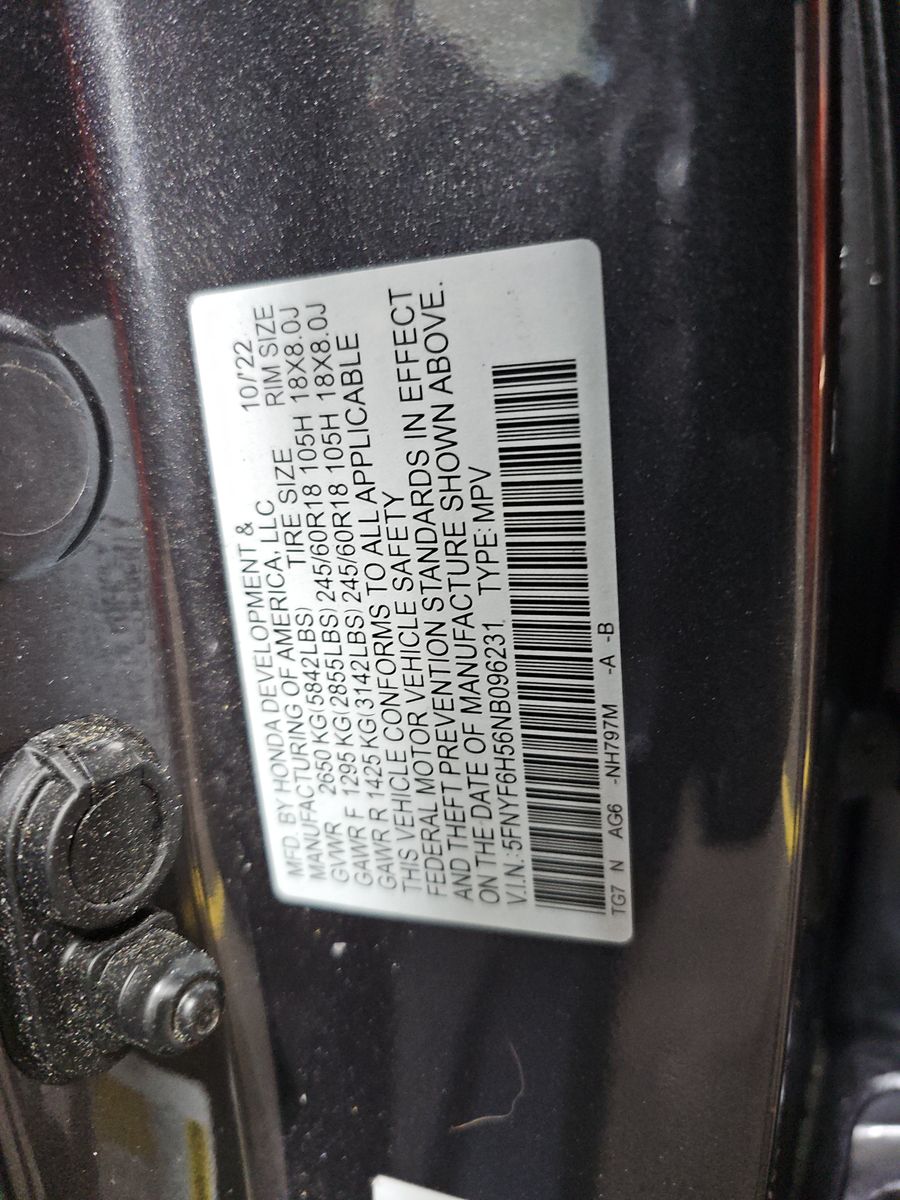 MFD. BY HONDA DEVELOPMENT & 10/'22
MANUFACTURING OF AMERICA, LLC RIM SIZE
GVWR 2650 KG(5842LBS) TIRE SIZE
GAWR F 1295 KG(2855LBS) 245/60R18 105H 18X8.0J
GAWR R 1425 KG(3142LBS) 245/60R18 105H 18X8.0J
THIS VEHICLE CONFORMS TO ALL APPLICABLE
FEDERAL MOTOR VEHICLE SAFETY
AND THEFT PREVENTION STANDARDS IN EFFECT
ON THE DATE OF MANUFACTURE SHOWN ABOVE.
V.I.N.:5FNYF6H56NB096231 TYPE: MPV
TG7 N AG6 -NH797M -A -B